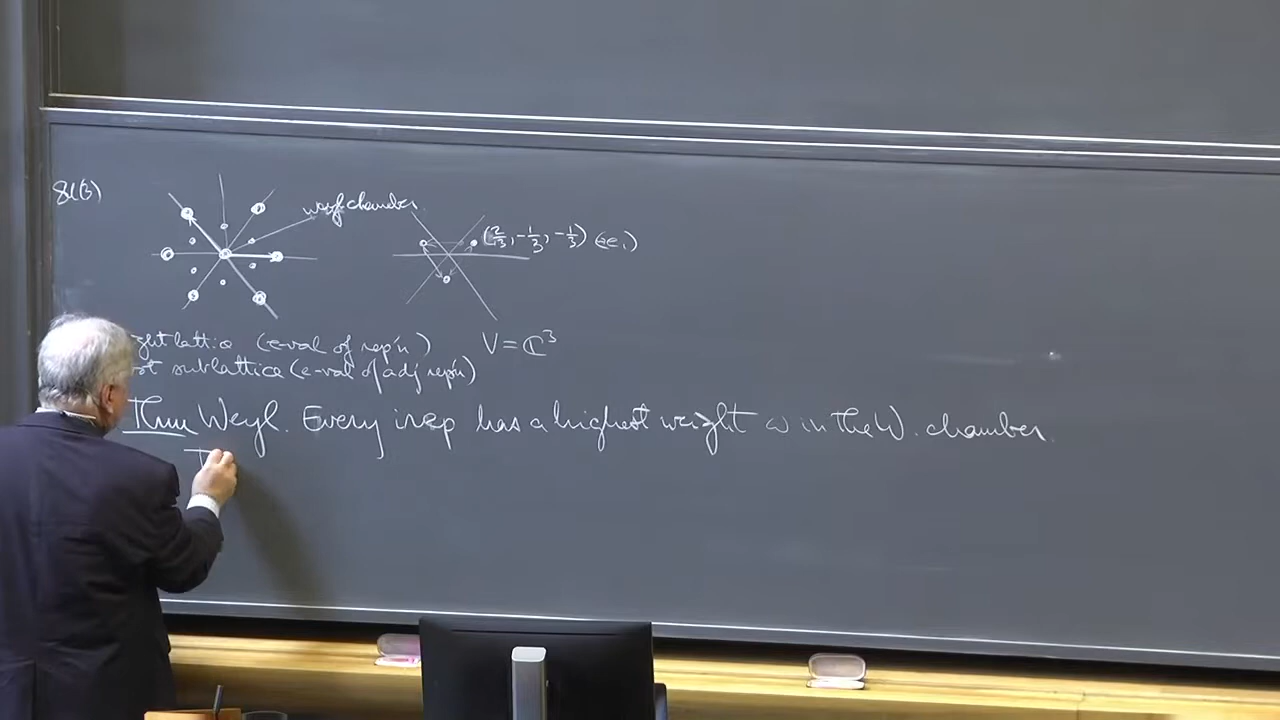 sl(3)
weyl chamber
(2/3, -1/3, -1/3) (ee₁)
ght lattice (e-val of rep'n) V = ℂ³
ot sublattice (e-val of adj rep'n)
Thm Weyl. Every irrep has a highest weight ω in the W. chamber.
T